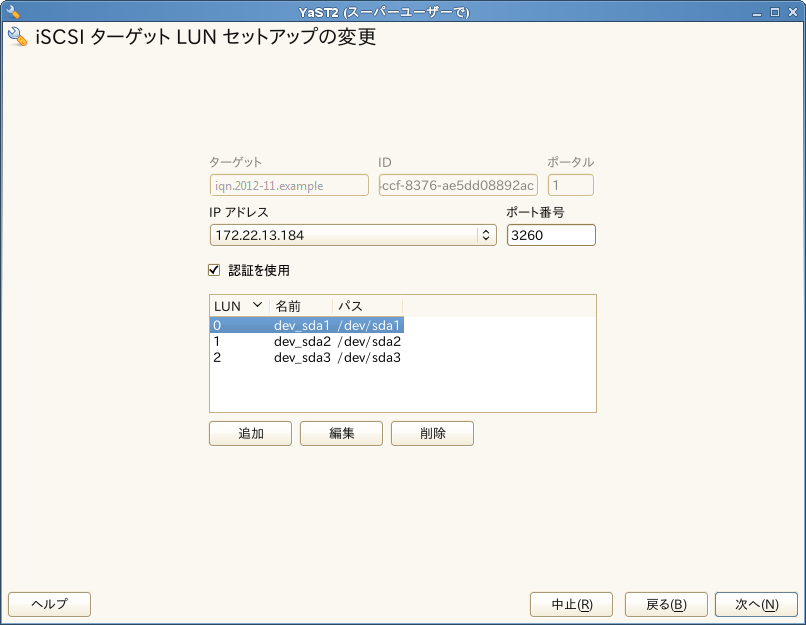 YaST2 (スーパーユーザーで)
iSCSI ターゲット LUN セットアップの変更
ターゲット ID ポータル
iqn.2012-11.example ccf-8376-ae5dd08892ac 1
IP アドレス ポート番号
172.22.13.184 3260
認証を使用
LUN 名前 パス
0 dev_sda1 /dev/sda1
1 dev_sda2 /dev/sda2
2 dev_sda3 /dev/sda3
追加 編集 削除
ヘルプ 中止(R) 戻る(B) 次へ(N)